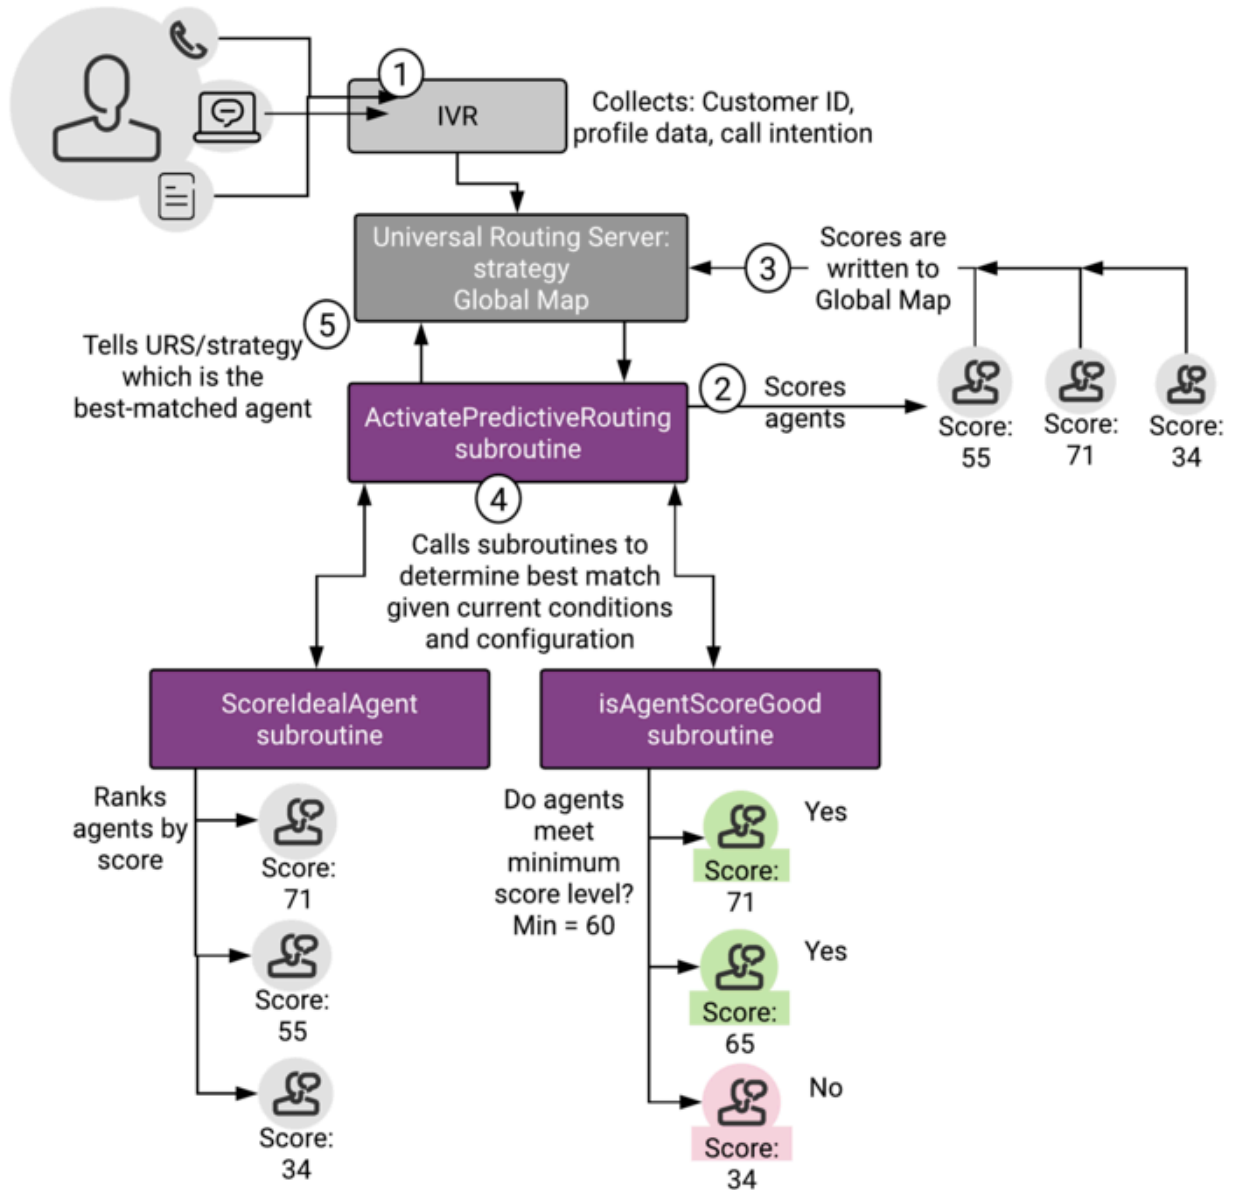 1
IVR
Collects: Customer ID,
profile data, call intention
Universal Routing Server:
strategy
Global Map
3
Scores are
written to
Global Map
5
Tells URS/strategy
which is the
best-matched agent
ActivatePredictiveRouting
subroutine
2
Scores
agents
Score:
55
Score:
71
Score:
34
4
Calls subroutines to
determine best match
given current conditions
and configuration
ScoreIdealAgent
subroutine
isAgentScoreGood
subroutine
Ranks
agents by
score
Score:
71
Score:
55
Score:
34
Do agents
meet
minimum
score level?
Min = 60
Yes
Score:
71
Yes
Score:
65
No
Score:
34